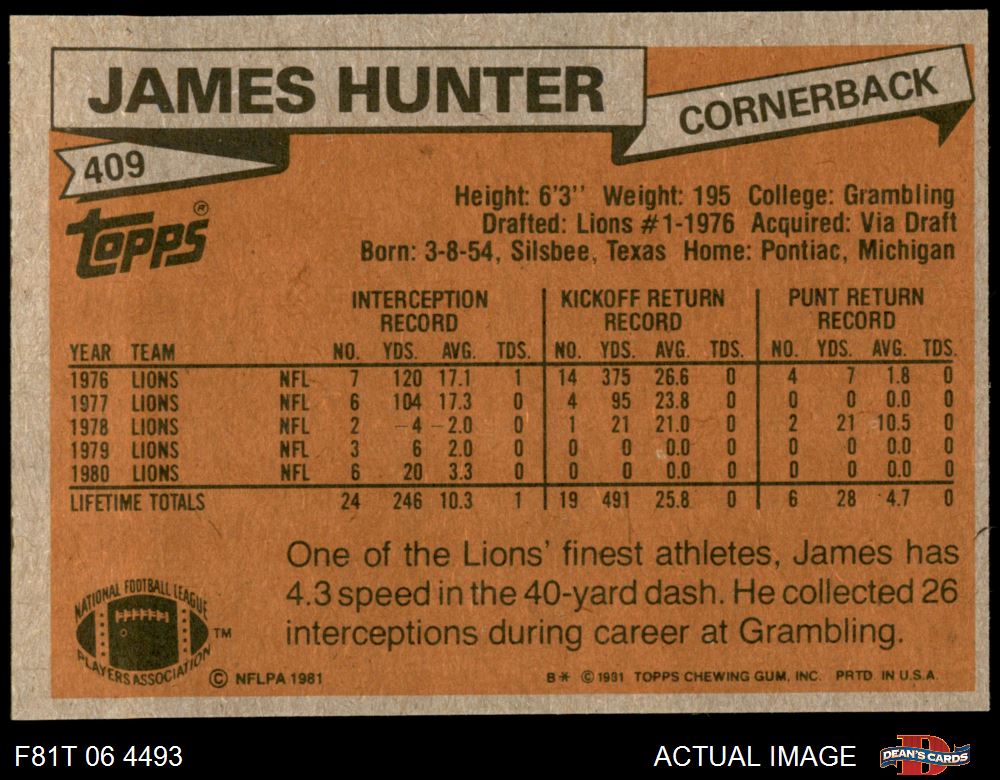 JAMES HUNTER
CORNERBACK
409
TOPPS®
Height: 6'3'' Weight: 195 College: Grambling
Drafted: Lions #1-1976 Acquired: Via Draft
Born: 3-8-54, Silsbee, Texas Home: Pontiac, Michigan
INTERCEPTION RECORD KICKOFF RETURN RECORD PUNT RETURN RECORD
YEAR TEAM NO. YDS. AVG. TDS. NO. YDS. AVG. TDS. NO. YDS. AVG. TDS.
1976 LIONS NFL 7 120 17.1 1 14 375 26.6 0 4 7 1.8 0
1977 LIONS NFL 6 104 17.3 0 4 95 23.8 0 0 0 0.0 0
1978 LIONS NFL 2 –4 –2.0 0 1 21 21.0 0 2 21 10.5 0
1979 LIONS NFL 3 6 2.0 0 0 0 0.0 0 0 0 0.0 0
1980 LIONS NFL 6 20 3.3 0 0 0 0.0 0 0 0 0.0 0
LIFETIME TOTALS 24 246 10.3 1 19 491 25.8 0 6 28 4.7 0
One of the Lions' finest athletes, James has
4.3 speed in the 40-yard dash. He collected 26
interceptions during career at Grambling.
NATIONAL FOOTBALL LEAGUE
PLAYERS ASSOCIATION TM
© NFLPA 1981
B* © 1981 TOPPS CHEWING GUM, INC. PRTD. IN U.S.A.
F81T 06 4493
ACTUAL IMAGE
DEAN'S CARDS